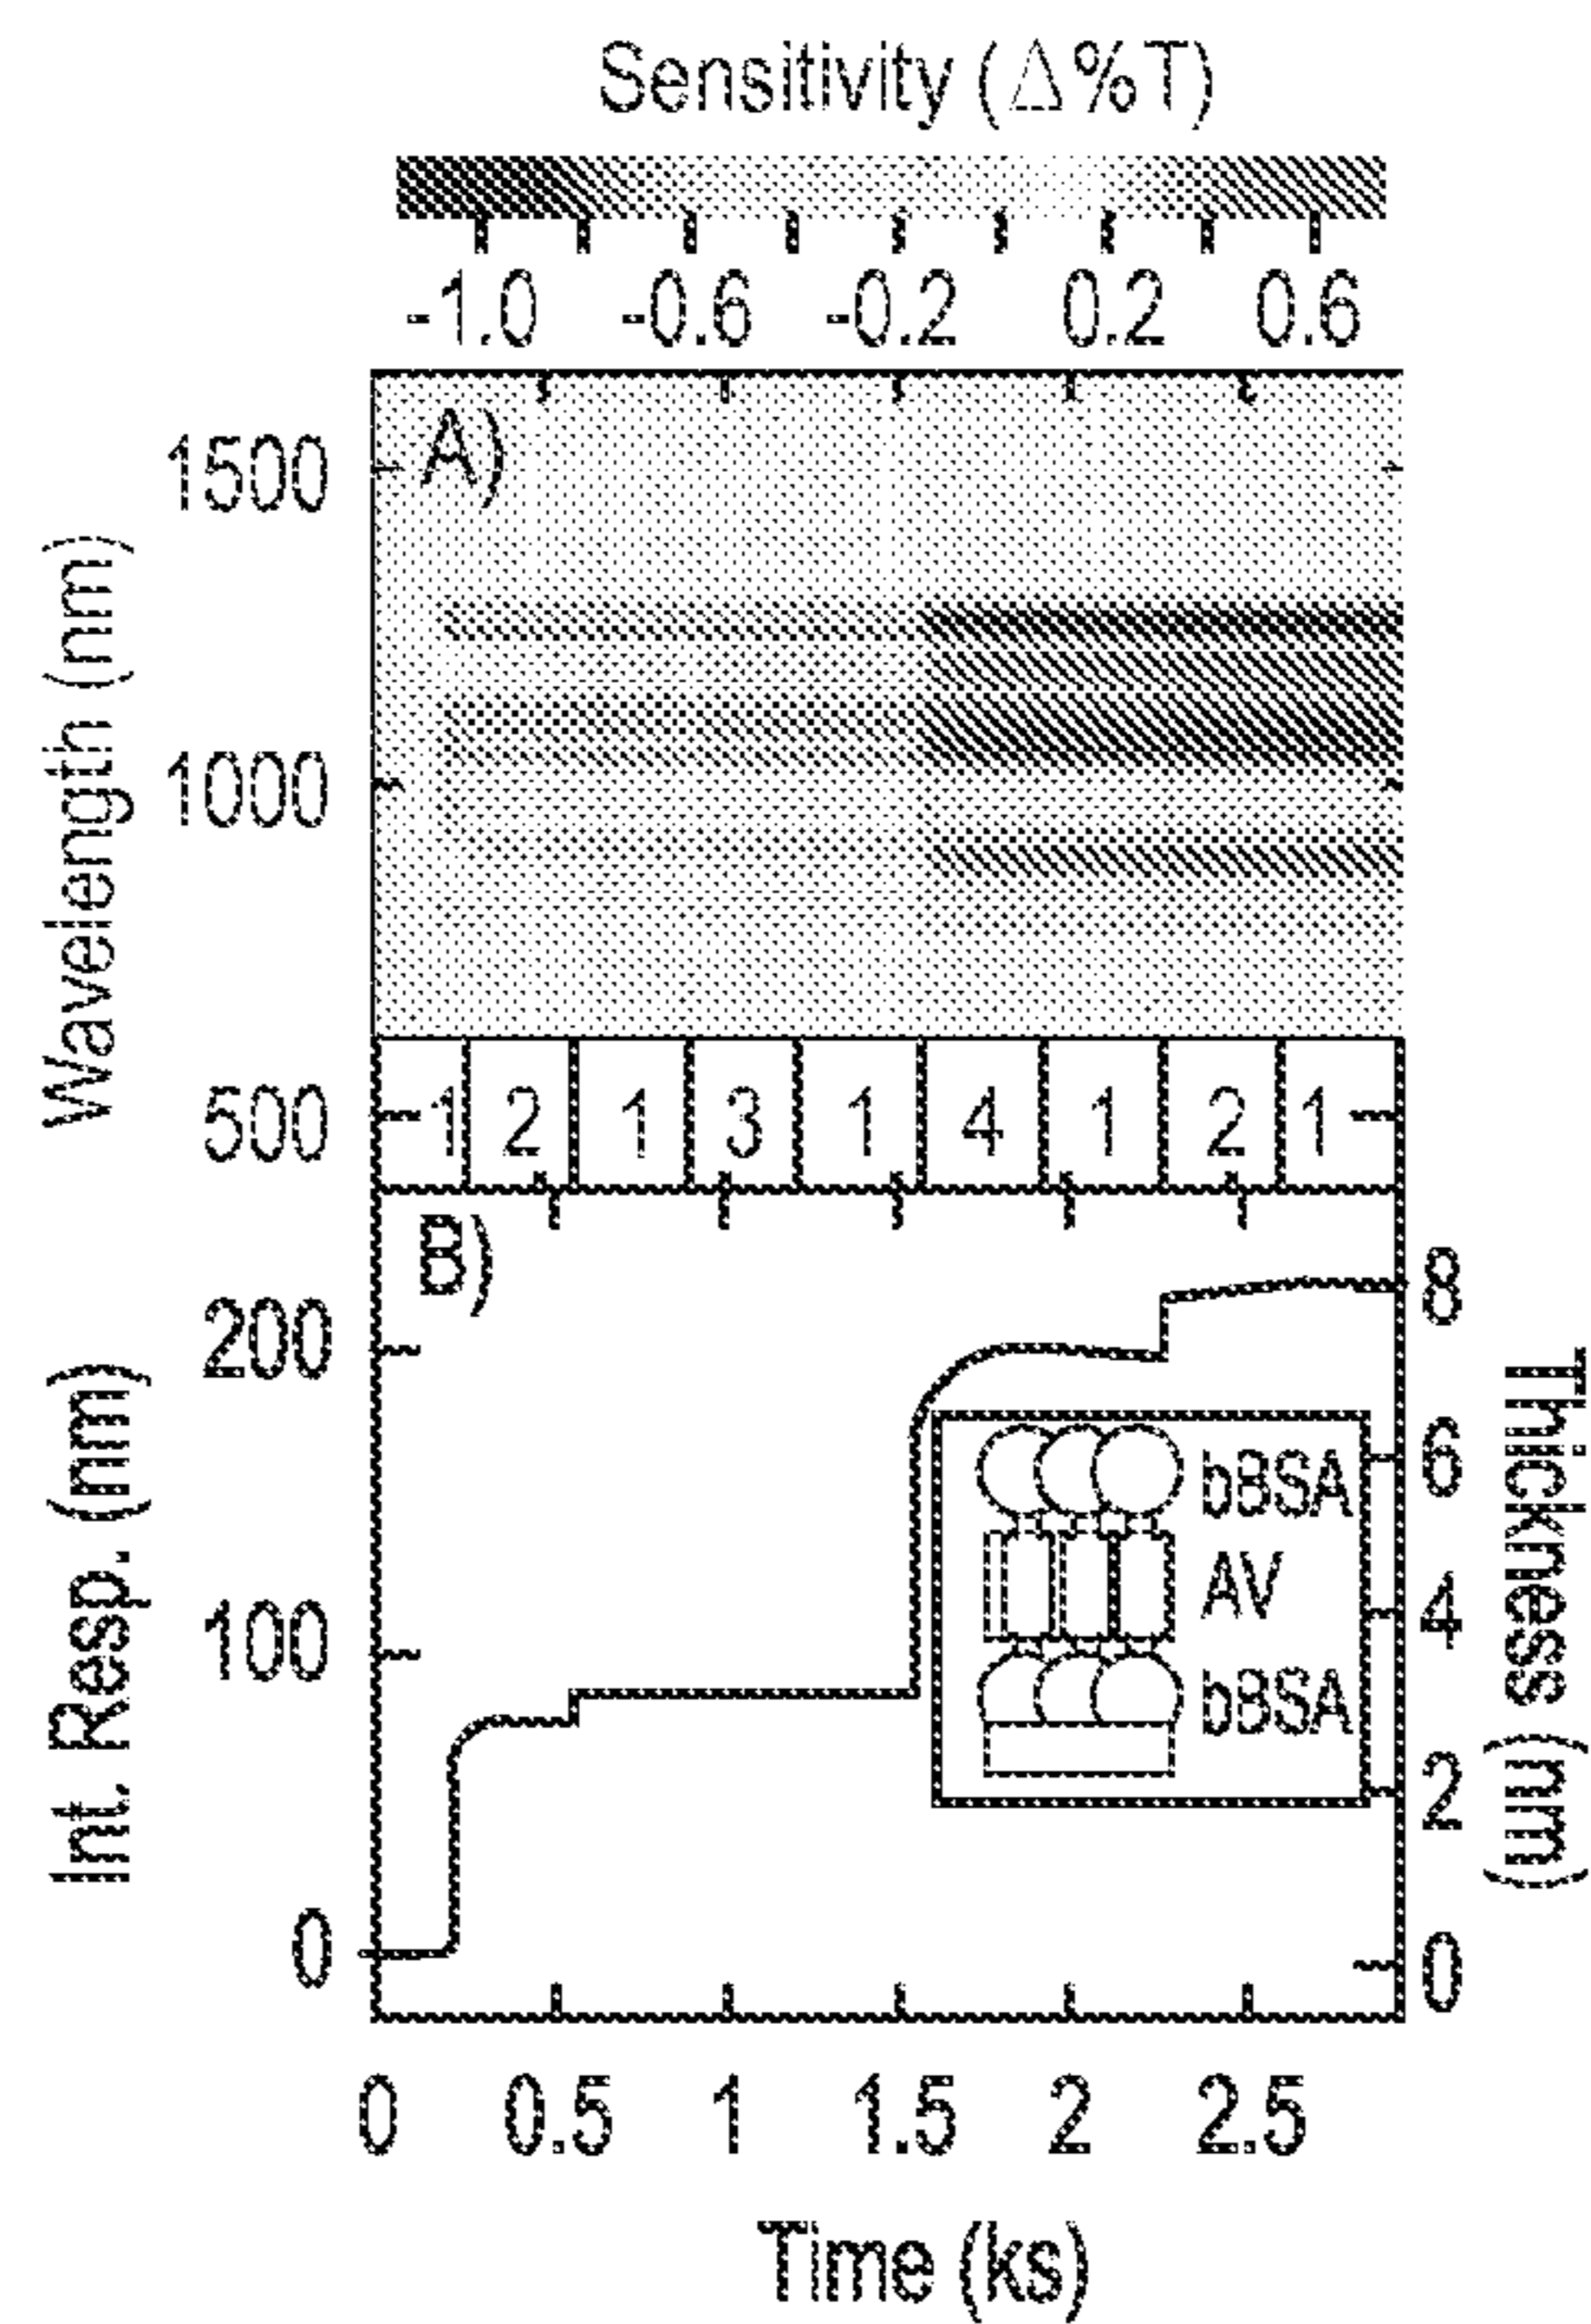 Sensitivity (Δ%T)
-1.0 -0.6 -0.2 0.2 0.6
A)
Wavelength (nm)
1500
1000
500
1 2 1 3 1 4 1 2 1
B)
Int. Resp. (nm)
200
100
0
bBSA
AV
bBSA
8
6
4
2
0
Thickness (nm)
0 0.5 1 1.5 2 2.5
Time (ks)